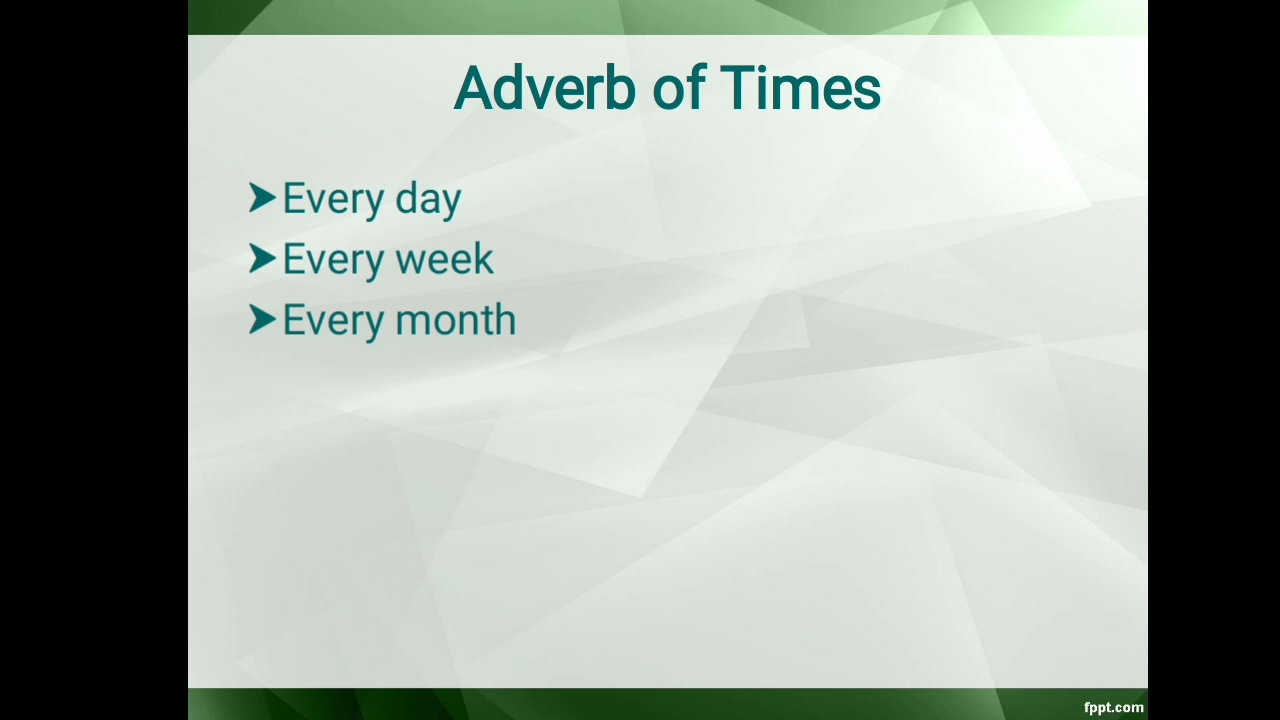 Adverb of Times
➤Every day
➤Every week
➤Every month
fppt.com